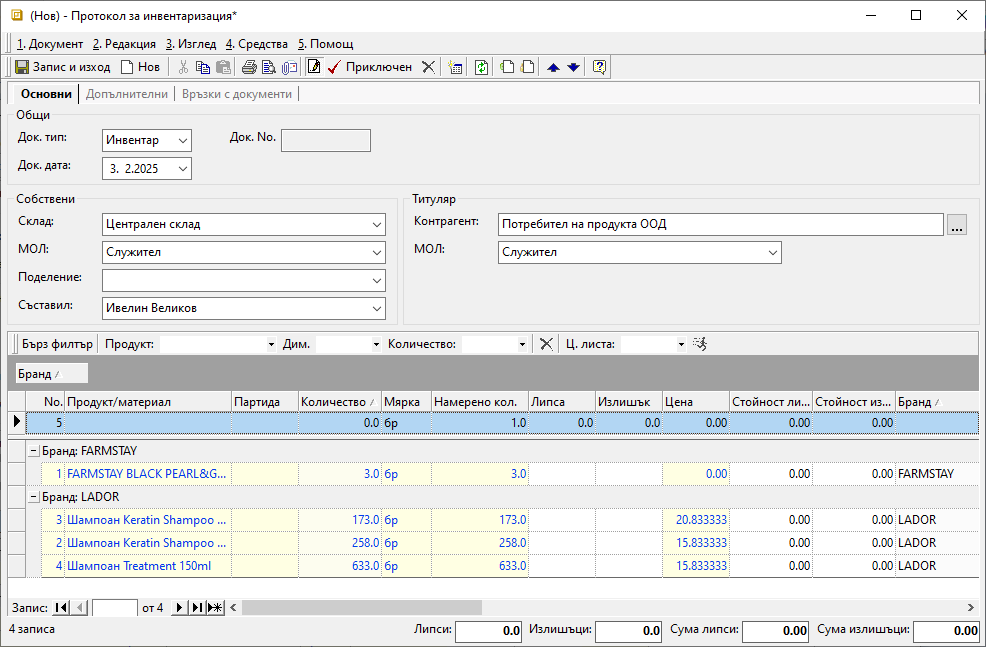 (Нов) - Протокол за инвентаризация*
1. Документ 2. Редакция 3. Изглед 4. Средства 5. Помощ
Запис и изход Нов Приключен
Основни Допълнителни Връзки с документи
Общи
Док. тип: Инвентар Док. No.
Док. дата: 3. 2.2025
Собствени Титуляр
Склад: Централен склад Контрагент: Потребител на продукта ООД ...
МОЛ: Служител МОЛ: Служител
Поделение:
Съставил: Ивелин Великов
Бърз филтър Продукт: Дим. Количество: Ц. листа:
Бранд
No. Продукт/материал Партида Количество Мярка Намерено кол. Липса Излишък Цена Стойност ли... Стойност из... Бранд
5 0.0 бр 1.0 0.0 0.0 0.00 0.00 0.00
Бранд: FARMSTAY
1 FARMSTAY BLACK PEARL&G... 3.0 бр 3.0 0.00 0.00 0.00 FARMSTAY
Бранд: LADOR
3 Шампоан Keratin Shampoo ... 173.0 бр 173.0 20.833333 0.00 0.00 LADOR
2 Шампоан Keratin Shampoo ... 258.0 бр 258.0 15.833333 0.00 0.00 LADOR
4 Шампоан Treatment 150ml 633.0 бр 633.0 15.833333 0.00 0.00 LADOR
Запис: от 4
4 записа Липси: 0.0 Излишъци: 0.0 Сума липси: 0.00 Сума излишъци: 0.00